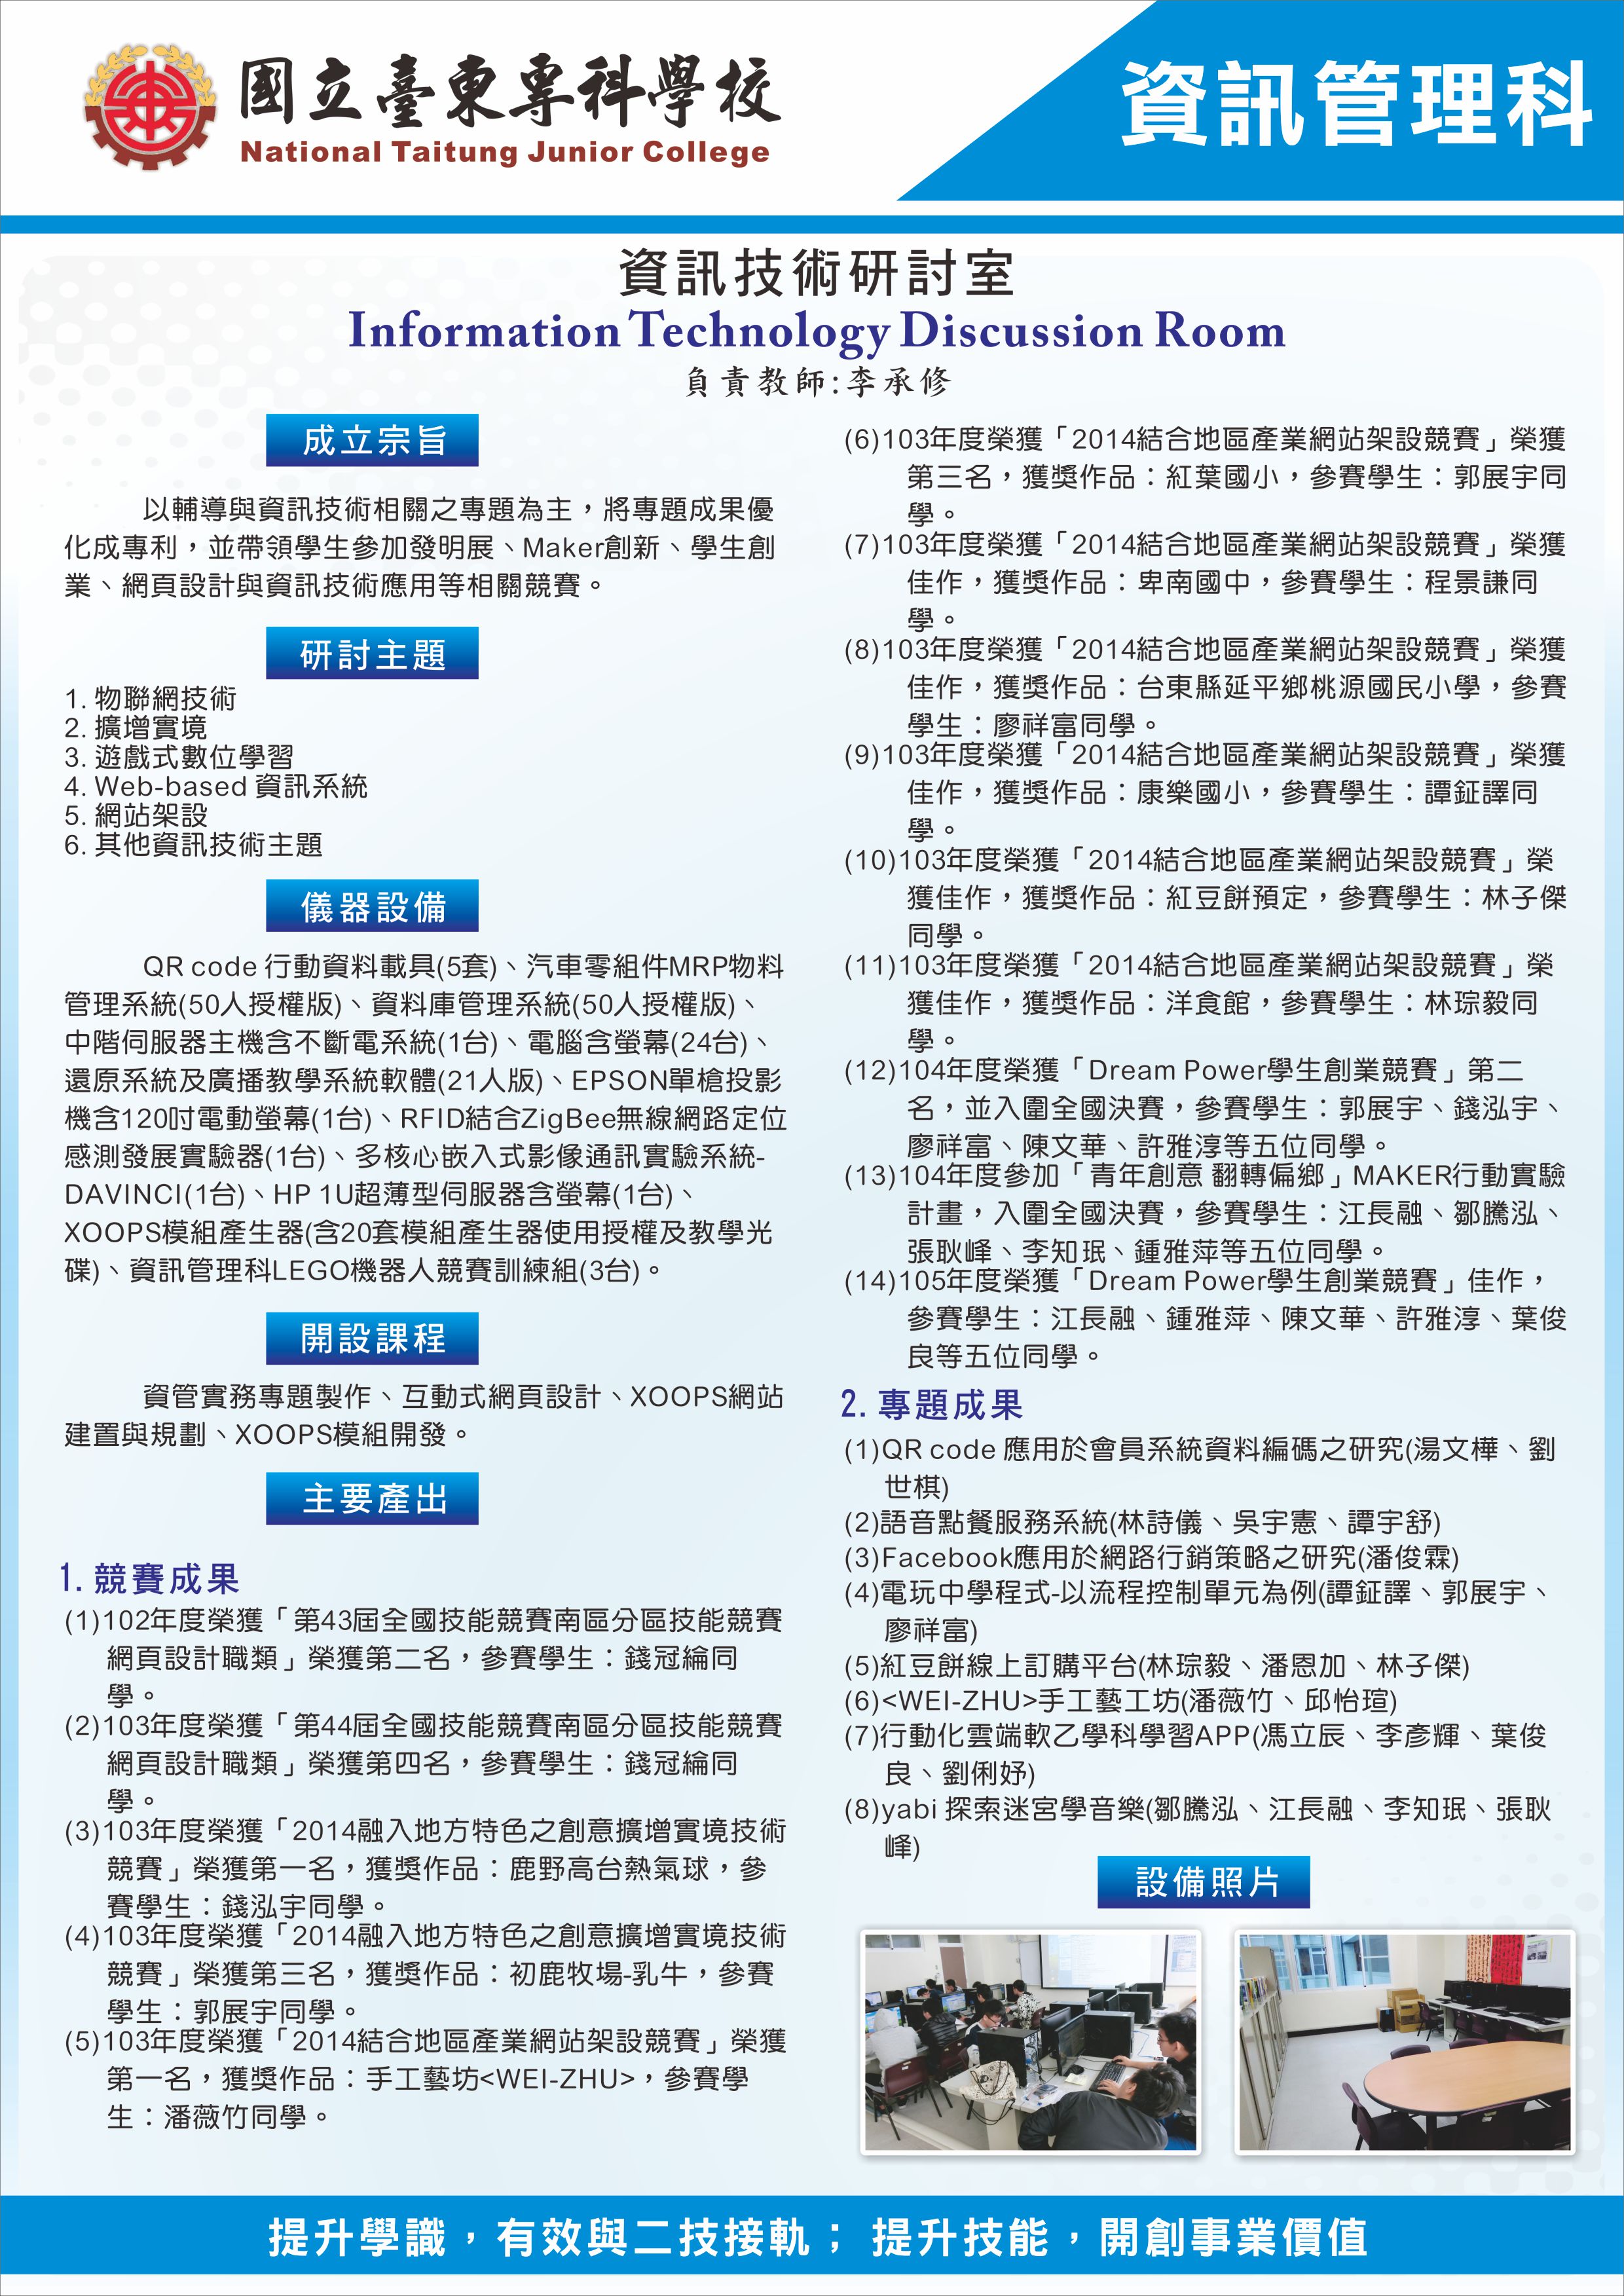 國立臺東專科學校
National Taitung Junior College
資訊管理科
資訊技術研討室
Information Technology Discussion Room
負責教師:李承修
成立宗旨
以輔導與資訊技術相關之專題為主，將專題成果優
化成專利，並帶領學生參加發明展、Maker創新、學生創
業、網頁設計與資訊技術應用等相關競賽。
研討主題
1. 物聯網技術
2. 擴增實境
3. 遊戲式數位學習
4. Web-based 資訊系統
5. 網站架設
6. 其他資訊技術主題
儀器設備
QR code 行動資料載具(5套)、汽車零組件MRP物料
管理系統(50人授權版)、資料庫管理系統(50人授權版)、
中階伺服器主機含不斷電系統(1台)、電腦含螢幕(24台)、
還原系統及廣播教學系統軟體(21人版)、EPSON單槍投影
機含120吋電動螢幕(1台)、RFID結合ZigBee無線網路定位
感測發展實驗器(1台)、多核心嵌入式影像通訊實驗系統-
DAVINCI(1台)、HP 1U超薄型伺服器含螢幕(1台)、
XOOPS模組產生器(含20套模組產生器使用授權及教學光
碟)、資訊管理科LEGO機器人競賽訓練組(3台)。
開設課程
資管實務專題製作、互動式網頁設計、XOOPS網站
建置與規劃、XOOPS模組開發。
主要產出
1. 競賽成果
(1)102年度榮獲「第43屆全國技能競賽南區分區技能競賽
網頁設計職類」榮獲第二名，參賽學生：錢冠綸同
學。
(2)103年度榮獲「第44屆全國技能競賽南區分區技能競賽
網頁設計職類」榮獲第四名，參賽學生：錢冠綸同
學。
(3)103年度榮獲「2014融入地方特色之創意擴增實境技術
競賽」榮獲第一名，獲獎作品：鹿野高台熱氣球，參
賽學生：錢泓宇同學。
(4)103年度榮獲「2014融入地方特色之創意擴增實境技術
競賽」榮獲第三名，獲獎作品：初鹿牧場-乳牛，參賽
學生：郭展宇同學。
(5)103年度榮獲「2014結合地區產業網站架設競賽」榮獲
第一名，獲獎作品：手工藝坊<WEI-ZHU>，參賽學
生：潘薇竹同學。
(6)103年度榮獲「2014結合地區產業網站架設競賽」榮獲
第三名，獲獎作品：紅葉國小，參賽學生：郭展宇同
學。
(7)103年度榮獲「2014結合地區產業網站架設競賽」榮獲
佳作，獲獎作品：卑南國中，參賽學生：程景謙同
學。
(8)103年度榮獲「2014結合地區產業網站架設競賽」榮獲
佳作，獲獎作品：台東縣延平鄉桃源國民小學，參賽
學生：廖祥富同學。
(9)103年度榮獲「2014結合地區產業網站架設競賽」榮獲
佳作，獲獎作品：康樂國小，參賽學生：譚鉦譯同
學。
(10)103年度榮獲「2014結合地區產業網站架設競賽」榮
獲佳作，獲獎作品：紅豆餅預定，參賽學生：林子傑
同學。
(11)103年度榮獲「2014結合地區產業網站架設競賽」榮
獲佳作，獲獎作品：洋食館，參賽學生：林琮毅同
學。
(12)104年度榮獲「Dream Power學生創業競賽」第二
名，並入圍全國決賽，參賽學生：郭展宇、錢泓宇、
廖祥富、陳文華、許雅淳等五位同學。
(13)104年度參加「青年創意 翻轉偏鄉」MAKER行動實驗
計畫，入圍全國決賽，參賽學生：江長融、鄒騰泓、
張耿峰、李知珉、鍾雅萍等五位同學。
(14)105年度榮獲「Dream Power學生創業競賽」佳作，
參賽學生：江長融、鍾雅萍、陳文華、許雅淳、葉俊
良等五位同學。
2. 專題成果
(1)QR code 應用於會員系統資料編碼之研究(湯文樺、劉
世棋)
(2)語音點餐服務系統(林詩儀、吳宇憲、譚宇舒)
(3)Facebook應用於網路行銷策略之研究(潘俊霖)
(4)電玩中學程式-以流程控制單元為例(譚鉦譯、郭展宇、
廖祥富)
(5)紅豆餅線上訂購平台(林琮毅、潘恩加、林子傑)
(6)<WEI-ZHU>手工藝工坊(潘薇竹、邱怡瑄)
(7)行動化雲端軟乙學科學習APP(馮立辰、李彥輝、葉俊
良、劉俐妤)
(8)yabi 探索迷宮學音樂(鄒騰泓、江長融、李知珉、張耿
峰)
設備照片
提升學識，有效與二技接軌； 提升技能，開創事業價值